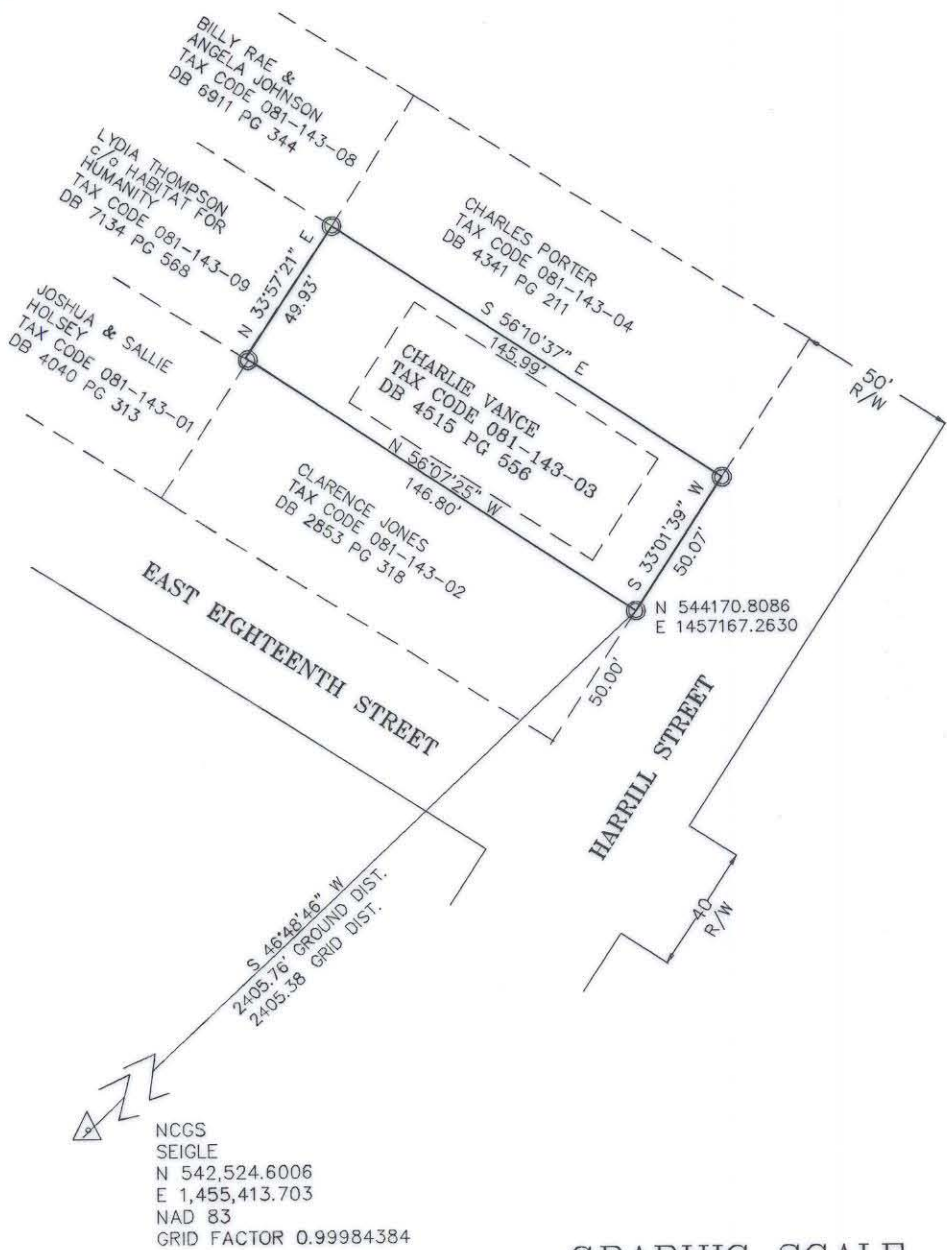 BILLY RAE &
ANGELA JOHNSON
TAX CODE 081-143-08
DB 6911 PG 344
LYDIA THOMPSON
c/o HABITAT FOR
HUMANITY
TAX CODE 081-143-09
DB 7134 PG 568
JOSHUA & SALLIE
HOLSEY
TAX CODE 081-143-01
DB 4040 PG 313
N 33°57'21" E
49.93'
CHARLES PORTER
TAX CODE 081-143-04
DB 4341 PG 211
S 56°10'37" E
145.99'
50'
R/W
CHARLIE VANCE
TAX CODE 081-143-03
DB 4515 PG 556
N 56°07'25" W
146.80'
S 33°01'39" W
50.07'
CLARENCE JONES
TAX CODE 081-143-02
DB 2853 PG 318
N 544170.8086
E 1457167.2630
50.00'
EAST EIGHTEENTH STREET
HARRILL STREET
40
R/W
S 46°48'46" W
2405.76' GROUND DIST.
2405.38 GRID DIST.
NCGS
SEIGLE
N 542,524.6006
E 1,455,413.703
NAD 83
GRID FACTOR 0.99984384
GRAPHIC SCALE